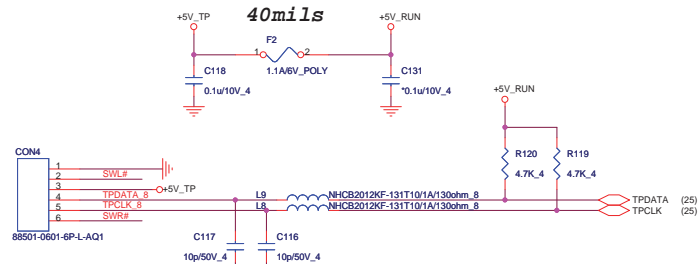 40mils
+5V_TP
+5V_RUN
F2
1 2
1.1A/6V_POLY
C118
0.1u/10V_4
C131
*0.1u/10V_4
+5V_RUN
R120
4.7K_4
R119
4.7K_4
CON4
1
2 SWL#
3 +5V_TP
4 TPDATA_8 L9 NHCB2012KF-131T10/1A/130ohm_8 TPDATA (25)
5 TPCLK_8 L8 NHCB2012KF-131T10/1A/130ohm_8 TPCLK (25)
6 SWR#
88501-0601-6P-L-AQ1
C117
10p/50V_4
C116
10p/50V_4